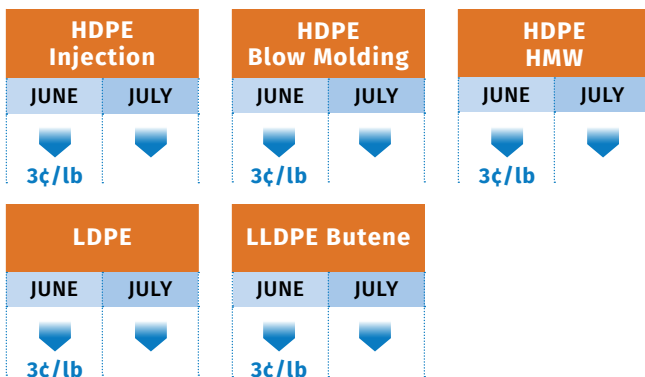 HDPE
Injection
JUNE JULY
3¢/lb
HDPE
Blow Molding
JUNE JULY
3¢/lb
HDPE
HMW
JUNE JULY
3¢/lb
LDPE
JUNE JULY
3¢/lb
LLDPE Butene
JUNE JULY
3¢/lb